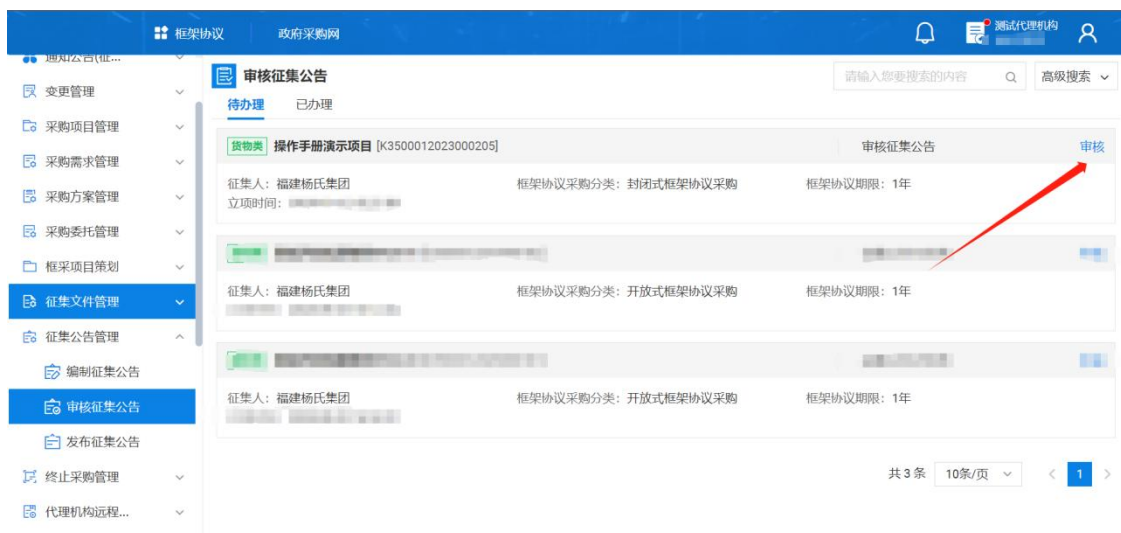 框架协议
政府采购网
测试代理机构
通知公告(征...
变更管理
采购项目管理
采购需求管理
采购方案管理
采购委托管理
框采项目策划
征集文件管理
征集公告管理
编制征集公告
审核征集公告
发布征集公告
终止采购管理
代理机构远程...
审核征集公告
请输入您要搜索的内容
高级搜索
待办理 已办理
货物类 操作手册演示项目 [K3500012023000205] 审核征集公告 审核
征集人：福建杨氏集团 框架协议采购分类：封闭式框架协议采购 框架协议期限：1年
立项时间：
征集人：福建杨氏集团 框架协议采购分类：开放式框架协议采购 框架协议期限：1年
征集人：福建杨氏集团 框架协议采购分类：开放式框架协议采购 框架协议期限：1年
共 3 条 10条/页 < 1 >